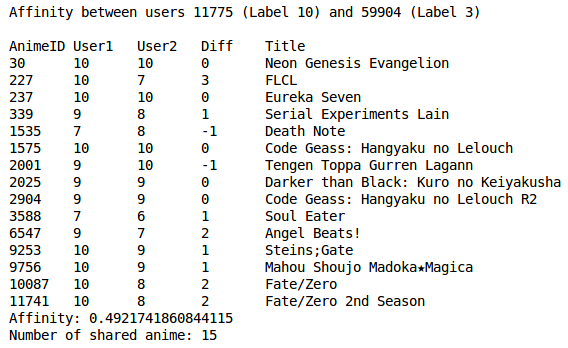 Affinity between users 11775 (Label 10) and 59904 (Label 3)
AnimeID User1 User2 Diff Title
30 10 10 0 Neon Genesis Evangelion
227 10 7 3 FLCL
237 10 10 0 Eureka Seven
339 9 8 1 Serial Experiments Lain
1535 7 8 -1 Death Note
1575 10 10 0 Code Geass: Hangyaku no Lelouch
2001 9 10 -1 Tengen Toppa Gurren Lagann
2025 9 9 0 Darker than Black: Kuro no Keiyakusha
2904 9 9 0 Code Geass: Hangyaku no Lelouch R2
3588 7 6 1 Soul Eater
6547 9 7 2 Angel Beats!
9253 10 9 1 Steins;Gate
9756 10 9 1 Mahou Shoujo Madoka★Magica
10087 10 8 2 Fate/Zero
11741 10 8 2 Fate/Zero 2nd Season
Affinity: 0.4921741860844115
Number of shared anime: 15